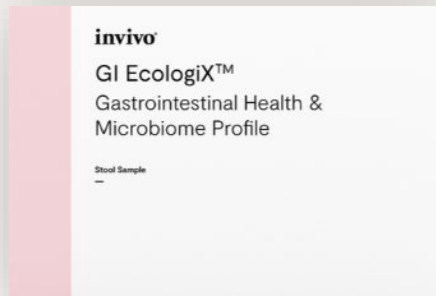 invivo
GI EcologiX™
Gastrointestinal Health &
Microbiome Profile
Stool Sample